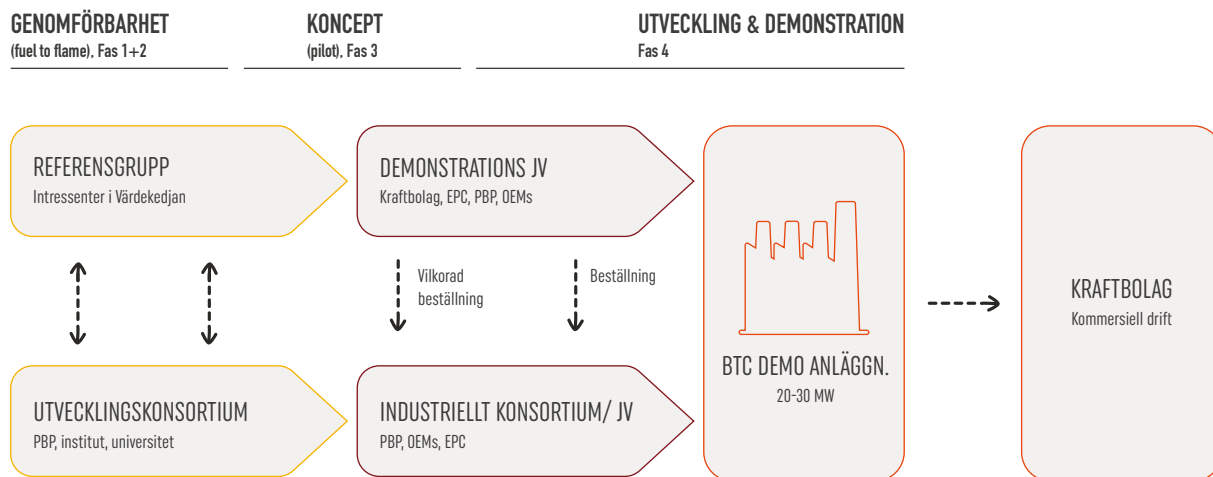 GENOMFÖRBARHET
(fuel to flame), Fas 1+2
KONCEPT
(pilot), Fas 3
UTVECKLING & DEMONSTRATION
Fas 4
REFERENSGRUPP
Intressenter i Värdekedjan
DEMONSTRATIONS JV
Kraftbolag, EPC, PBP, OEMs
Vilkorad
beställning
Beställning
UTVECKLINGSKONSORTIUM
PBP, institut, universitet
INDUSTRIELLT KONSORTIUM/ JV
PBP, OEMs, EPC
BTC DEMO ANLÄGGN.
20-30 MW
KRAFTBOLAG
Kommersiell drift